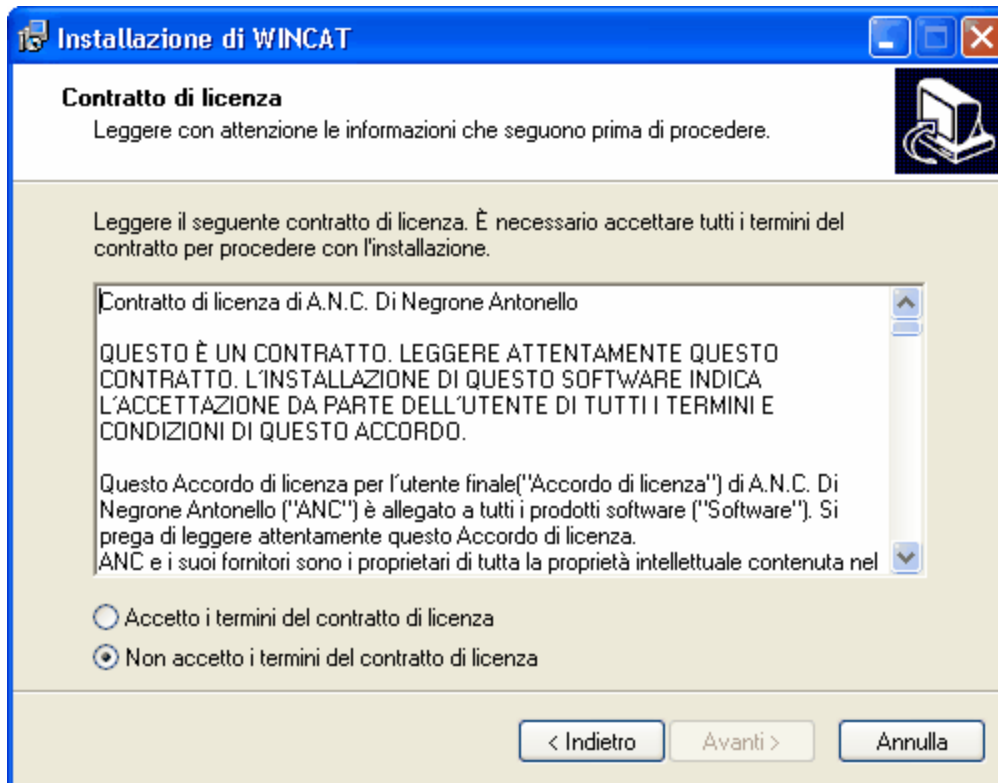 Installazione di WINCAT
Contratto di licenza
Leggere con attenzione le informazioni che seguono prima di procedere.
Leggere il seguente contratto di licenza. È necessario accettare tutti i termini del
contratto per procedere con l'installazione.
Contratto di licenza di A.N.C. Di Negrone Antonello
QUESTO È UN CONTRATTO. LEGGERE ATTENTAMENTE QUESTO
CONTRATTO. L´INSTALLAZIONE DI QUESTO SOFTWARE INDICA
L´ACCETTAZIONE DA PARTE DELL´UTENTE DI TUTTI I TERMINI E
CONDIZIONI DI QUESTO ACCORDO.
Questo Accordo di licenza per l´utente finale("Accordo di licenza") di A.N.C. Di
Negrone Antonello ("ANC") è allegato a tutti i prodotti software ("Software"). Si
prega di leggere attentamente questo Accordo di licenza.
ANC e i suoi fornitori sono i proprietari di tutta la proprietà intellettuale contenuta nel
Accetto i termini del contratto di licenza
Non accetto i termini del contratto di licenza
< Indietro
Avanti >
Annulla